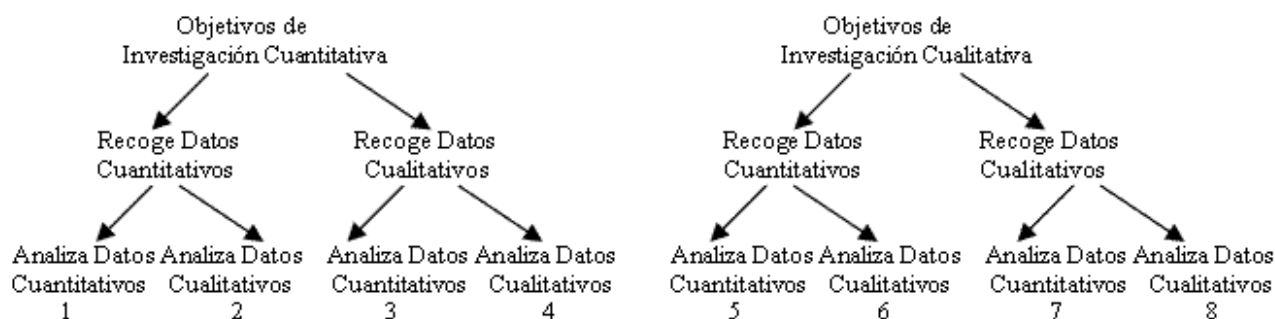 Objetivos de
Investigación Cuantitativa
Objetivos de
Investigación Cualitativa
Recoge Datos
Cuantitativos
Recoge Datos
Cualitativos
Recoge Datos
Cuantitativos
Recoge Datos
Cualitativos
Analiza Datos
Cuantitativos
1
Analiza Datos
Cualitativos
2
Analiza Datos
Cuantitativos
3
Analiza Datos
Cualitativos
4
Analiza Datos
Cuantitativos
5
Analiza Datos
Cualitativos
6
Analiza Datos
Cuantitativos
7
Analiza Datos
Cualitativos
8